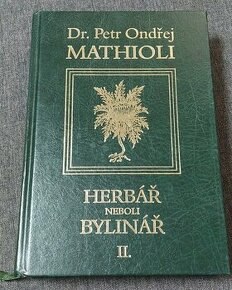 Dr. Petr Ondřej
MATHIOLI
HERBÁŘ
NEBOLI
BYLINÁŘ
II.